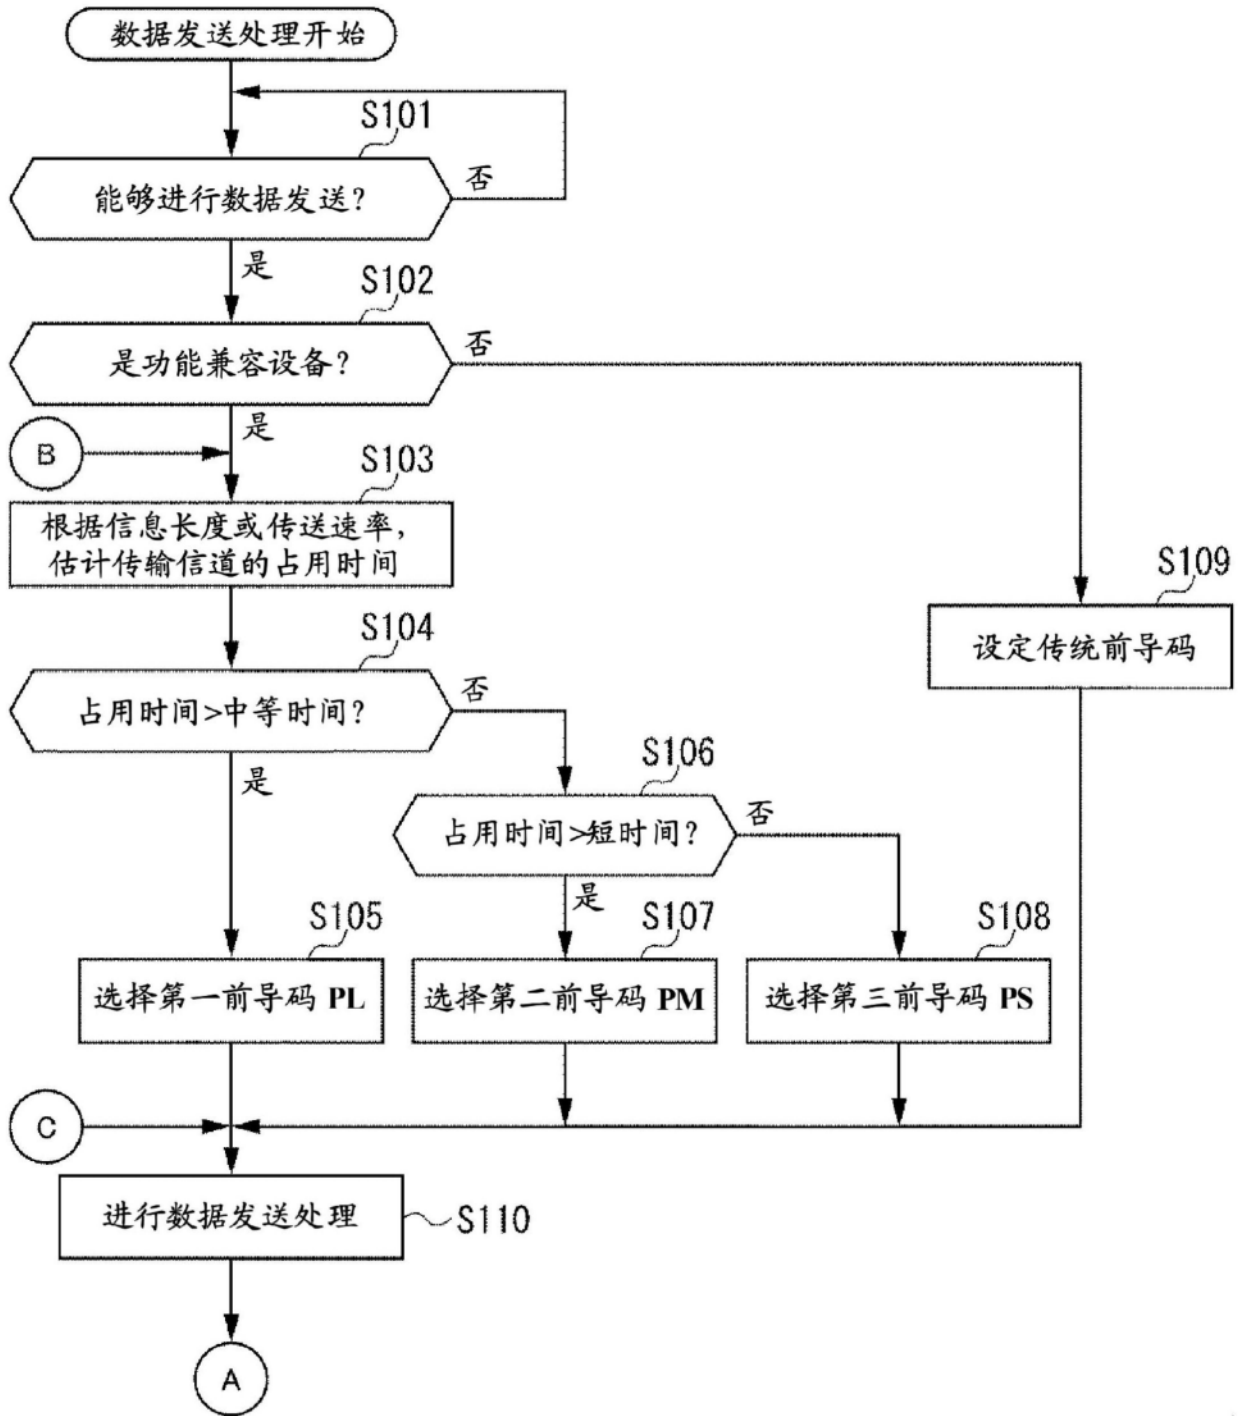 数据发送处理开始
S101
能够进行数据发送?
否
是
S102
是功能兼容设备?
否
是
B
S103
根据信息长度或传送速率,
估计传输信道的占用时间
S109
设定传统前导码
S104
占用时间>中等时间?
否
是
S106
占用时间>短时间?
否
是
S105
选择第一前导码 PL
S107
选择第二前导码 PM
S108
选择第三前导码 PS
C
进行数据发送处理
S110
A